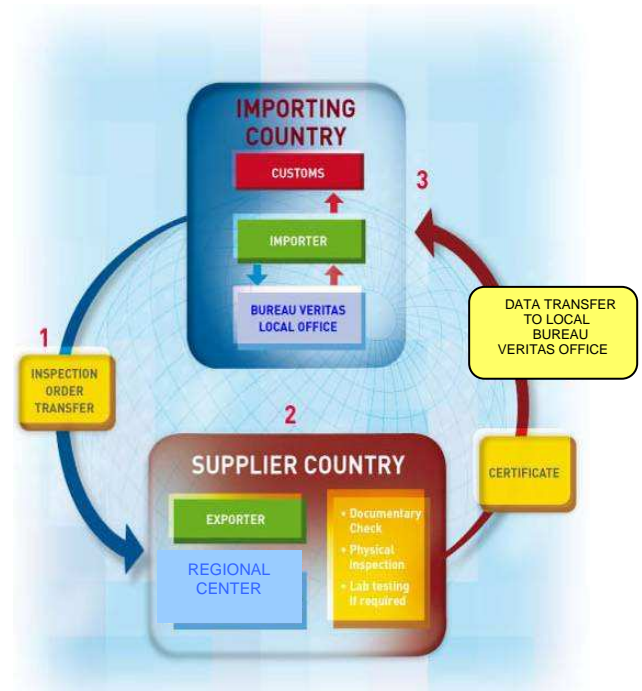 IMPORTING
COUNTRY
CUSTOMS
3
IMPORTER
BUREAU VERITAS
LOCAL OFFICE
DATA TRANSFER
TO LOCAL
BUREAU
VERITAS OFFICE
1
INSPECTION
ORDER
TRANSFER
2
SUPPLIER COUNTRY
EXPORTER
REGIONAL
CENTER
• Documentary
Check
• Physical
inspection
• Lab testing
if required
CERTIFICATE